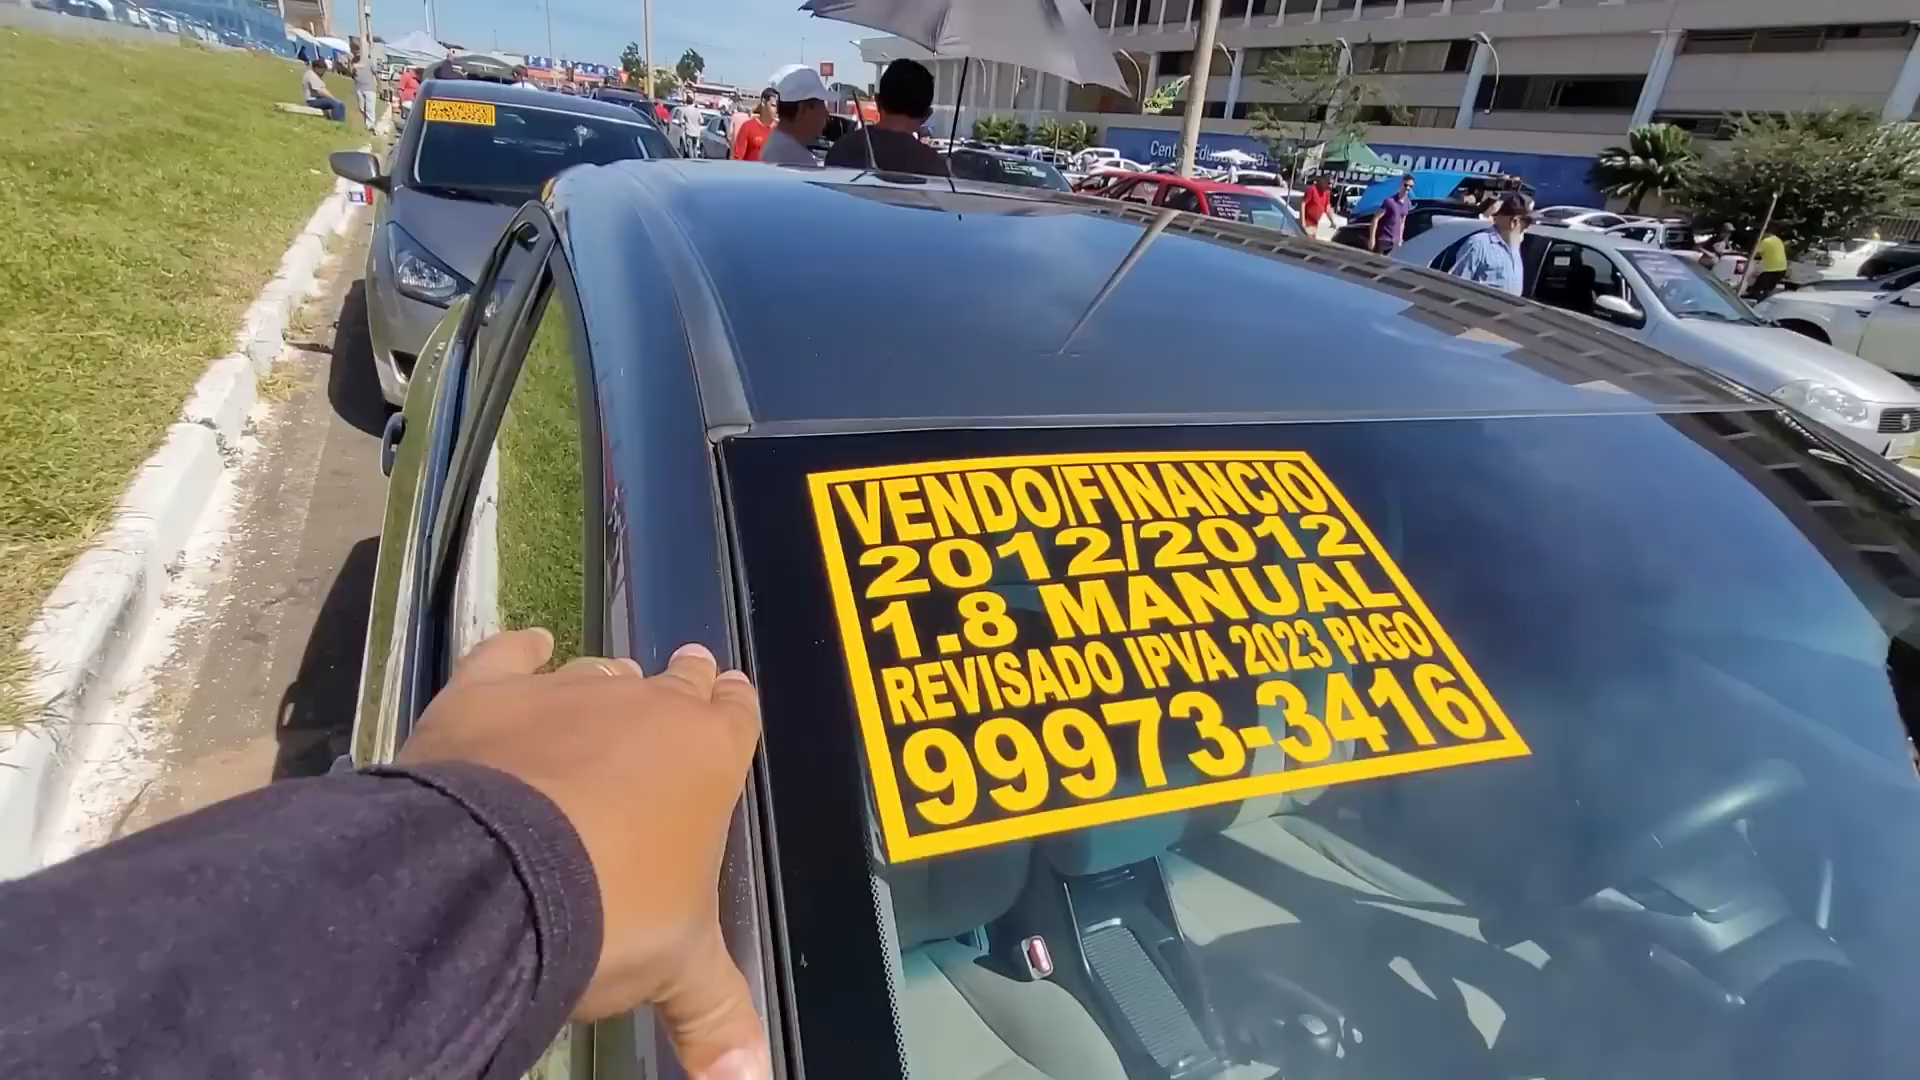 VENDO/FINANCIO
2012/2012
1.8 MANUAL
REVISADO IPVA 2023 PAGO
99973-3416